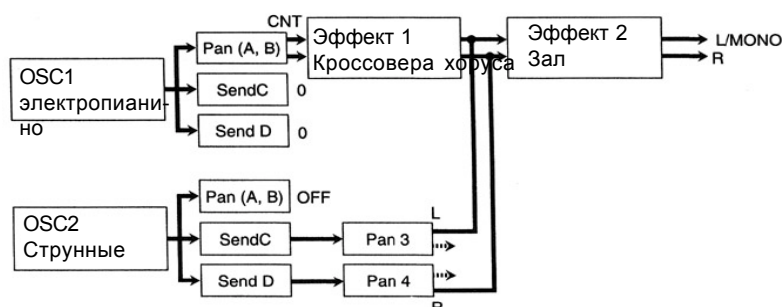 CNT
Pan (A, B)
Эффект 1
Кроссовера хоруса
Эффект 2
Зал
L/MONO
R
OSC1
электропиани-
но
SendC
0
Send D
0
OSC2
Струнные
Pan (A, B)
OFF
L
SendC
Pan 3
Send D
Pan 4
R